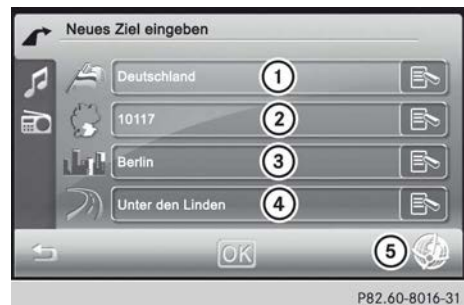 Neues Ziel eingeben
Deutschland 1
10117 2
Berlin 3
Unter den Linden 4
OK 5
P82.60-8016-31